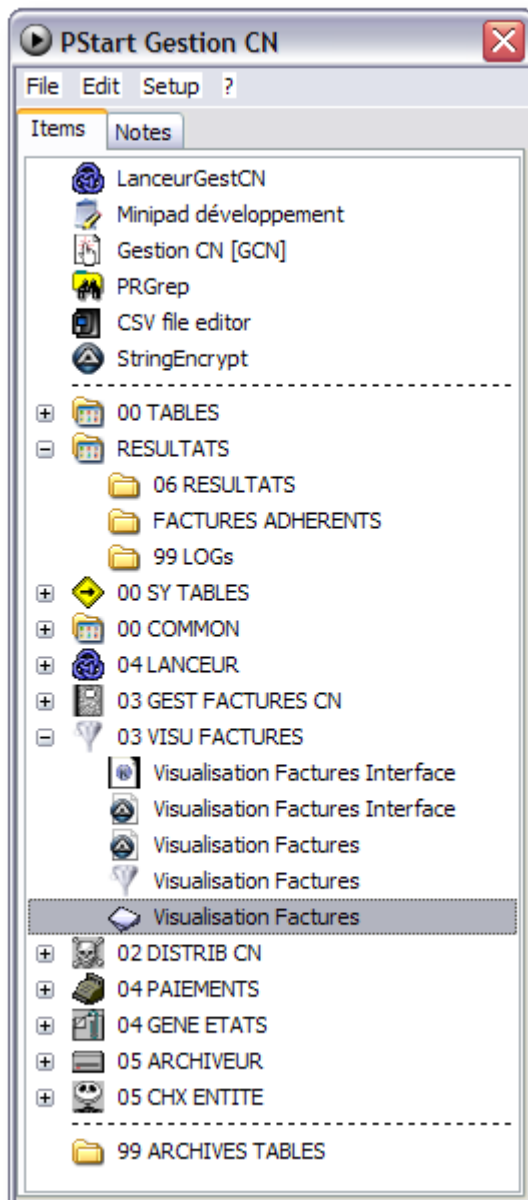 PStart Gestion CN
File Edit Setup ?
Items Notes
LanceurGestCN
Minipad développement
Gestion CN [GCN]
PRGrep
CSV file editor
StringEncrypt
00 TABLES
RESULTATS
06 RESULTATS
FACTURES ADHERENTS
99 LOGs
00 SY TABLES
00 COMMON
04 LANCEUR
03 GEST FACTURES CN
03 VISU FACTURES
Visualisation Factures Interface
Visualisation Factures Interface
Visualisation Factures
Visualisation Factures
Visualisation Factures
02 DISTRIB CN
04 PAIEMENTS
04 GENE ETATS
05 ARCHIVEUR
05 CHX ENTITE
99 ARCHIVES TABLES